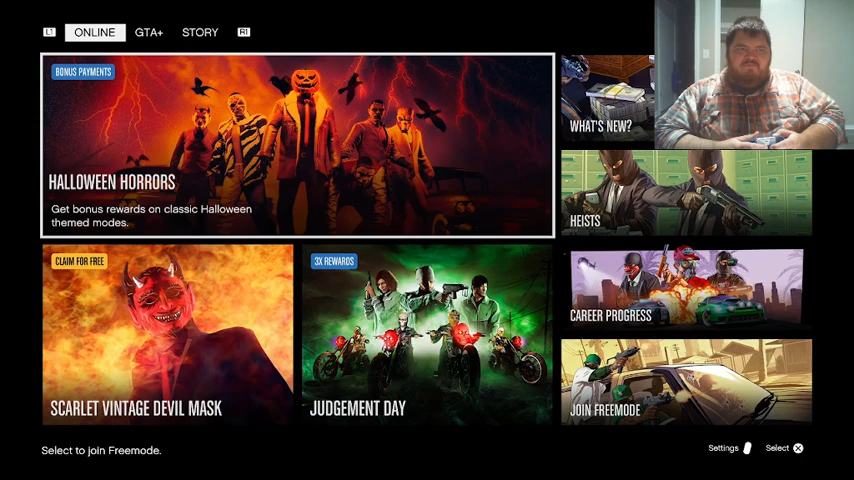 L1 ONLINE GTA+ STORY R1
BONUS PAYMENTS
HALLOWEEN HORRORS
Get bonus rewards on classic Halloween
themed modes.
WHAT'S NEW?
HEISTS
CLAIM FOR FREE
SCARLET VINTAGE DEVIL MASK
3X REWARDS
JUDGEMENT DAY
CAREER PROGRESS
JOIN FREEMODE
Select to join Freemode.
Settings Select